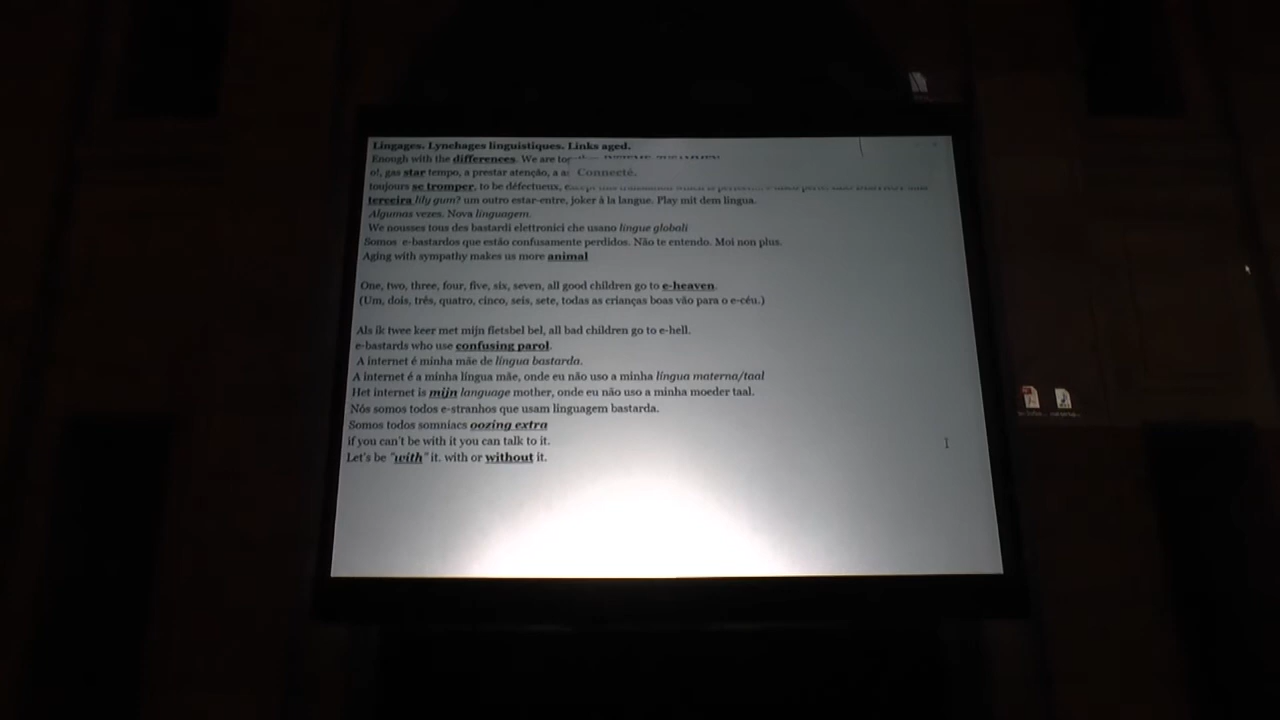 Lingages. Lynchages linguistiques. Links aged.
Enough with the differences. We are
of, gas star tempo, a prestar atenção, a a: Connecté.
toujours se tromper, to be défectueux,
terceira lily gum? um outro estar-entre, joker à la langue. Play mit dem lingua.
Algumas vezes. Nova linguagem.
We nousses tous des bastardi elettronici che usano lingue globali
Somos e-bastardos que estão confusamente perdidos. Não te entendo. Moi non plus.
Aging with sympathy makes us more animal
One, two, three, four, five, six, seven, all good children go to e-heaven.
(Um, dois, três, quatro, cinco, seis, sete, todas as crianças boas vão para o e-céu.)
Als ik twee keer met mijn fietsbel bel, all bad children go to e-hell.
e-bastards who use confusing parol.
A internet é minha mãe de língua bastarda.
A internet é a minha língua mãe, onde eu não uso a minha língua materna/taal
Het internet is mijn language mother, onde eu não uso a minha moeder taal.
Nós somos todos e-stranhos que usam linguagem bastarda.
Somos todos somníacs oozing extra
if you can't be with it you can talk to it.
Let's be "with" it. with or without it.